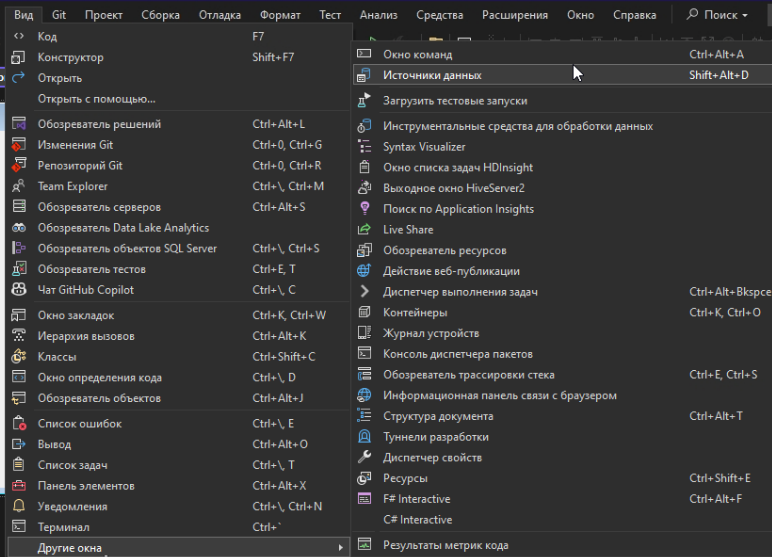 Вид Git Проект Сборка Отладка Формат Тест Анализ Средства Расширения Окно Справка Поиск
Код F7
Конструктор Shift+F7
Открыть
Открыть с помощью...
Обозреватель решений Ctrl+Alt+L
Изменения Git Ctrl+0, Ctrl+G
Репозиторий Git Ctrl+0, Ctrl+R
Team Explorer Ctrl+\, Ctrl+M
Обозреватель серверов Ctrl+Alt+S
Обозреватель Data Lake Analytics
Обозреватель объектов SQL Server Ctrl+\, Ctrl+S
Обозреватель тестов Ctrl+E, T
Чат GitHub Copilot Ctrl+\, C
Окно закладок Ctrl+K, Ctrl+W
Иерархия вызовов Ctrl+Alt+K
Классы Ctrl+Shift+C
Окно определения кода Ctrl+\, D
Обозреватель объектов Ctrl+Alt+J
Список ошибок Ctrl+\, E
Вывод Ctrl+Alt+O
Список задач Ctrl+\, T
Панель элементов Ctrl+Alt+X
Уведомления Ctrl+\, Ctrl+N
Терминал Ctrl+`
Другие окна
Окно команд Ctrl+Alt+A
Источники данных Shift+Alt+D
Загрузить тестовые запуски
Инструментальные средства для обработки данных
Syntax Visualizer
Окно списка задач HDInsight
Выходное окно HiveServer2
Поиск по Application Insights
Live Share
Обозреватель ресурсов
Действие веб-публикации
Диспетчер выполнения задач Ctrl+Alt+Bkspce
Контейнеры Ctrl+K, Ctrl+O
Журнал устройств
Консоль диспетчера пакетов
Обозреватель трассировки стека Ctrl+E, Ctrl+S
Информационная панель связи с браузером
Структура документа Ctrl+Alt+T
Туннели разработки
Диспетчер свойств
Ресурсы Ctrl+Shift+E
F# Interactive Ctrl+Alt+F
C# Interactive
Результаты метрик кода